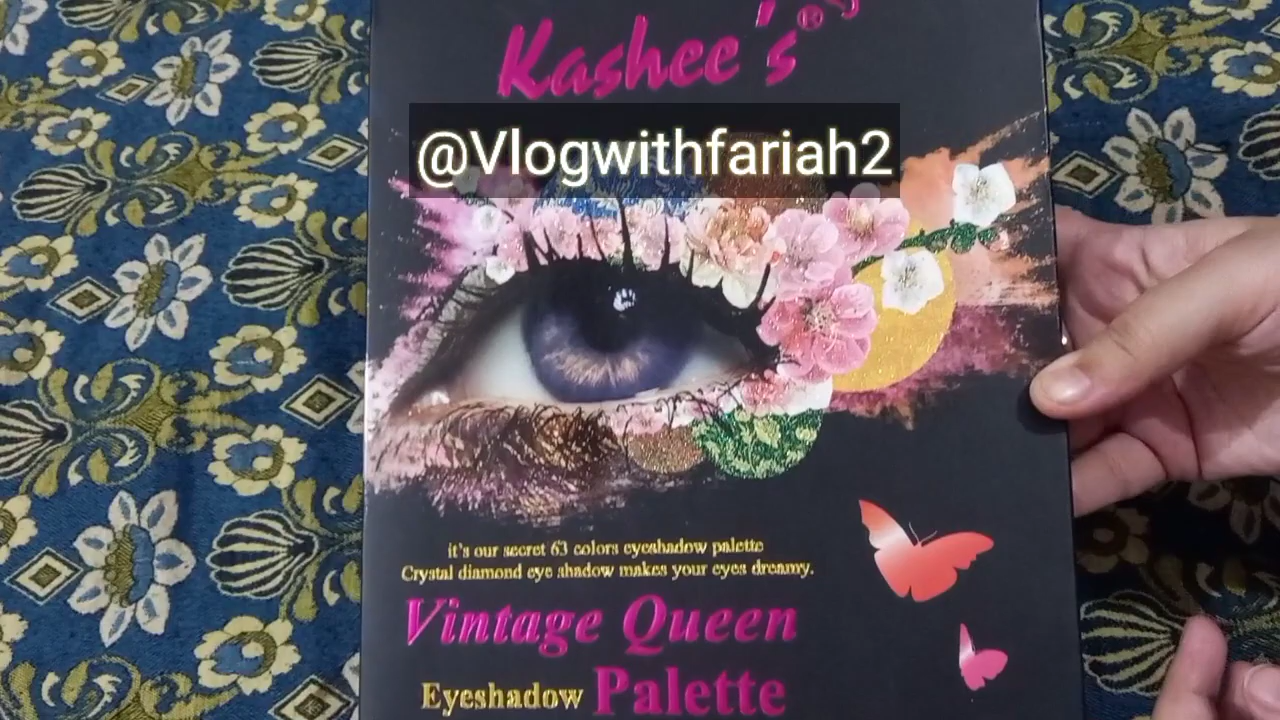 Kashee's®
@Vlogwithfariah2
it's our secret 63 colors eyeshadow palette
Crystal diamond eye shadow makes your eyes dreamy.
Vintage Queen
Eyeshadow Palette